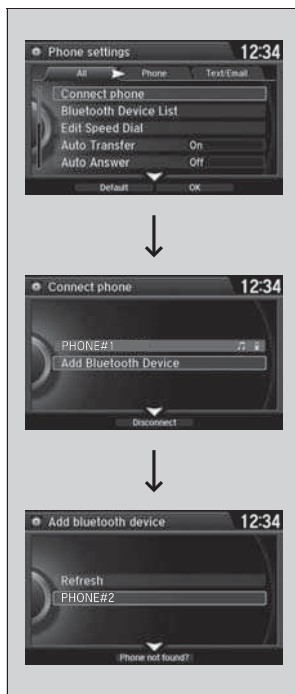 Phone settings 12:34
All Phone Text/Email
Connect phone
Bluetooth Device List
Edit Speed Dial
Auto Transfer On
Auto Answer Off
Default OK
Connect phone 12:34
PHONE#1
Add Bluetooth Device
Disconnect
Add bluetooth device 12:34
Refresh
PHONE#2
Phone not found?